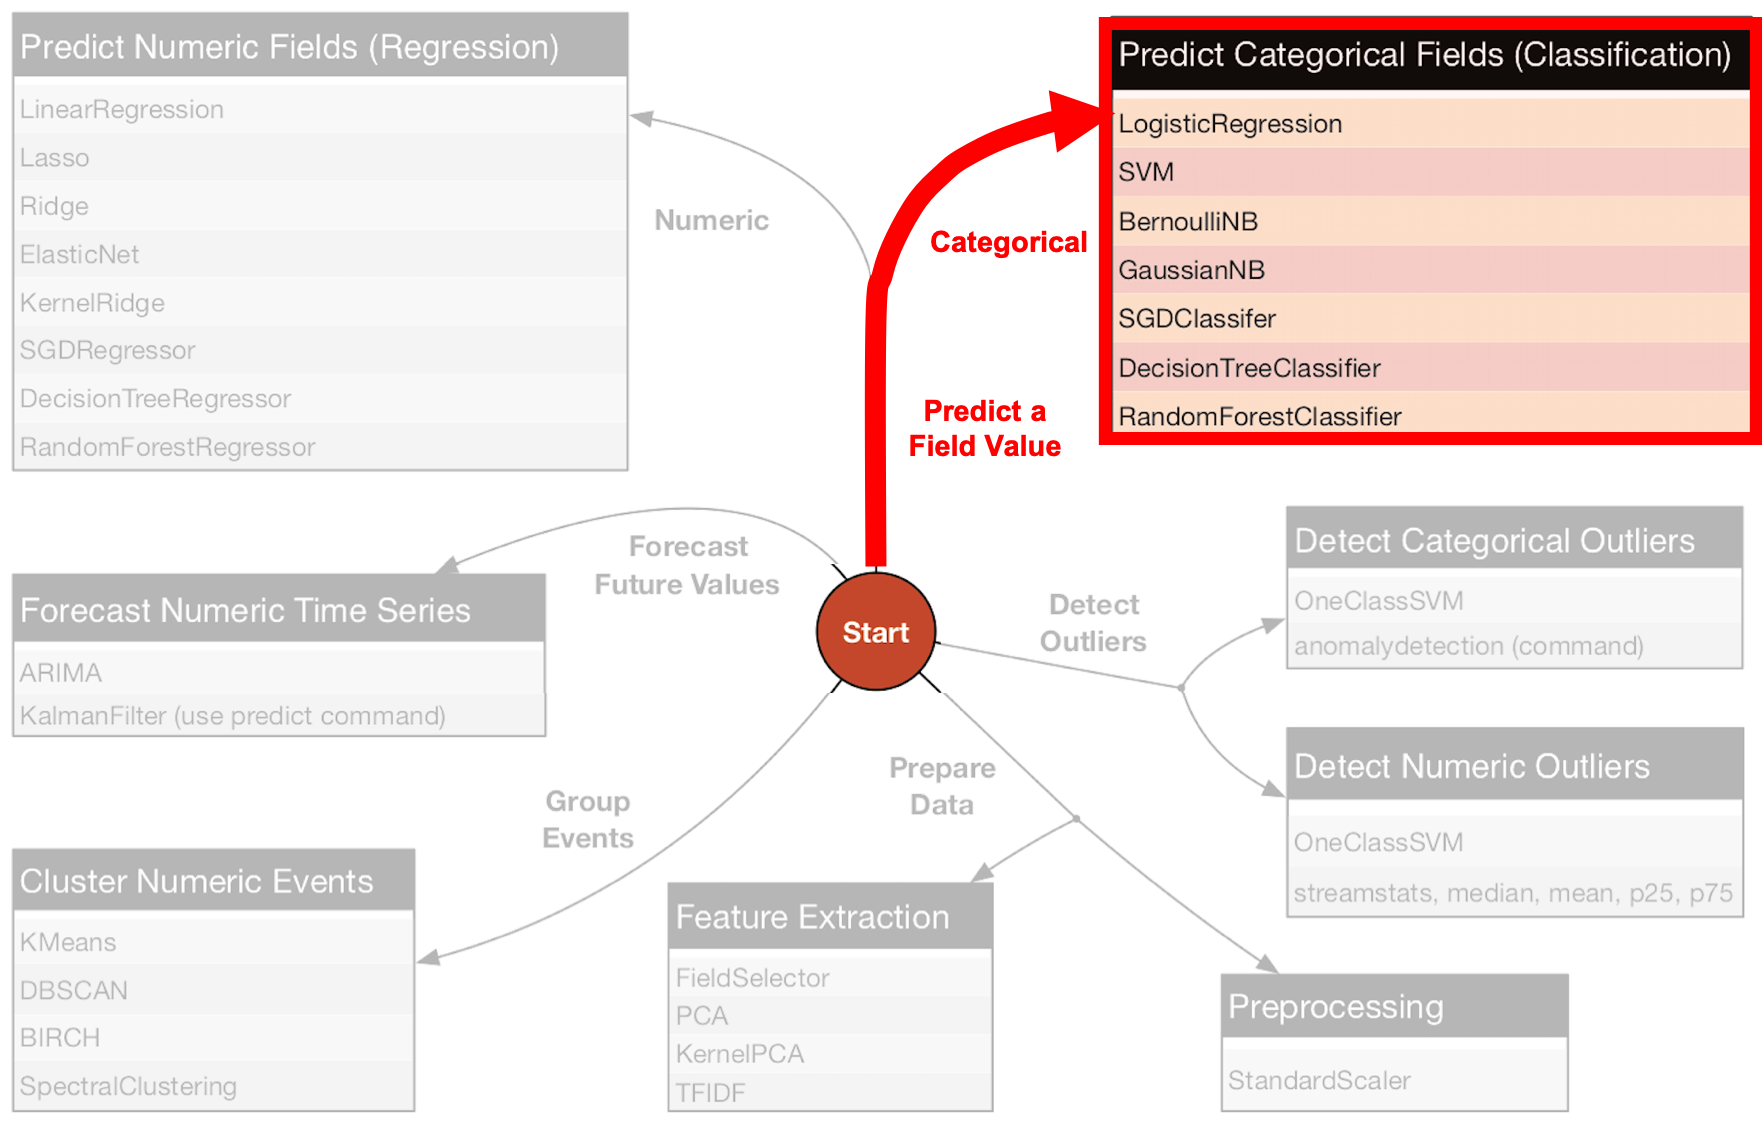 Predict Numeric Fields (Regression)
LinearRegression
Lasso
Ridge
ElasticNet
KernelRidge
SGDRegressor
DecisionTreeRegressor
RandomForestRegressor
Numeric
Categorical
Predict a
Field Value
Predict Categorical Fields (Classification)
LogisticRegression
SVM
BernoulliNB
GaussianNB
SGDClassifer
DecisionTreeClassifier
RandomForestClassifier
Forecast
Future Values
Forecast Numeric Time Series
ARIMA
KalmanFilter (use predict command)
Start
Detect
Outliers
Detect Categorical Outliers
OneClassSVM
anomalydetection (command)
Detect Numeric Outliers
OneClassSVM
streamstats, median, mean, p25, p75
Group
Events
Cluster Numeric Events
KMeans
DBSCAN
BIRCH
SpectralClustering
Prepare
Data
Feature Extraction
FieldSelector
PCA
KernelPCA
TFIDF
Preprocessing
StandardScaler